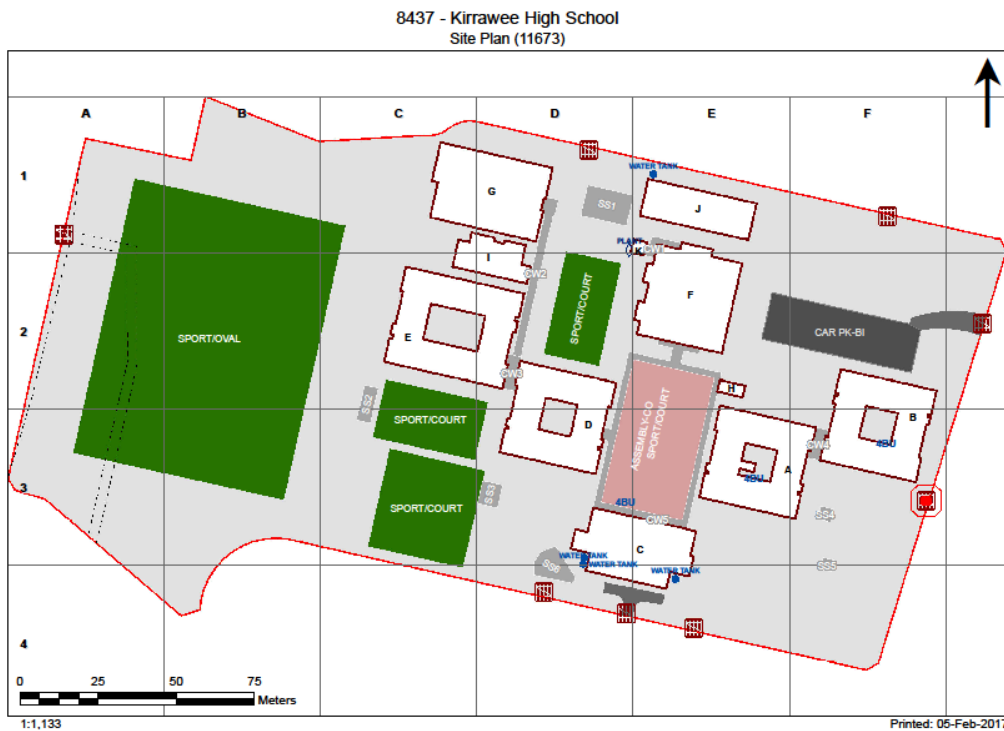 8437 - Kirrawee High School
Site Plan (11673)
A
B
C
D
E
F
1
WATER TANK
G
SS1
J
PLANT
K
CW1
I
CW2
2
SPORT/OVAL
E
SPORT/COURT
F
CAR PK-BI
CW3
H
SS2
SPORT/COURT
D
ASSEMBLY-CO
SPORT/COURT
B
4BU
CW4
A
4BU
3
SS3
SPORT/COURT
4BU
CW5
SS4
C
WATER TANK
WATER TANK
WATER TANK
SS6
SS5
4
0 25 50 75
Meters
1:1,133
Printed: 05-Feb-2017